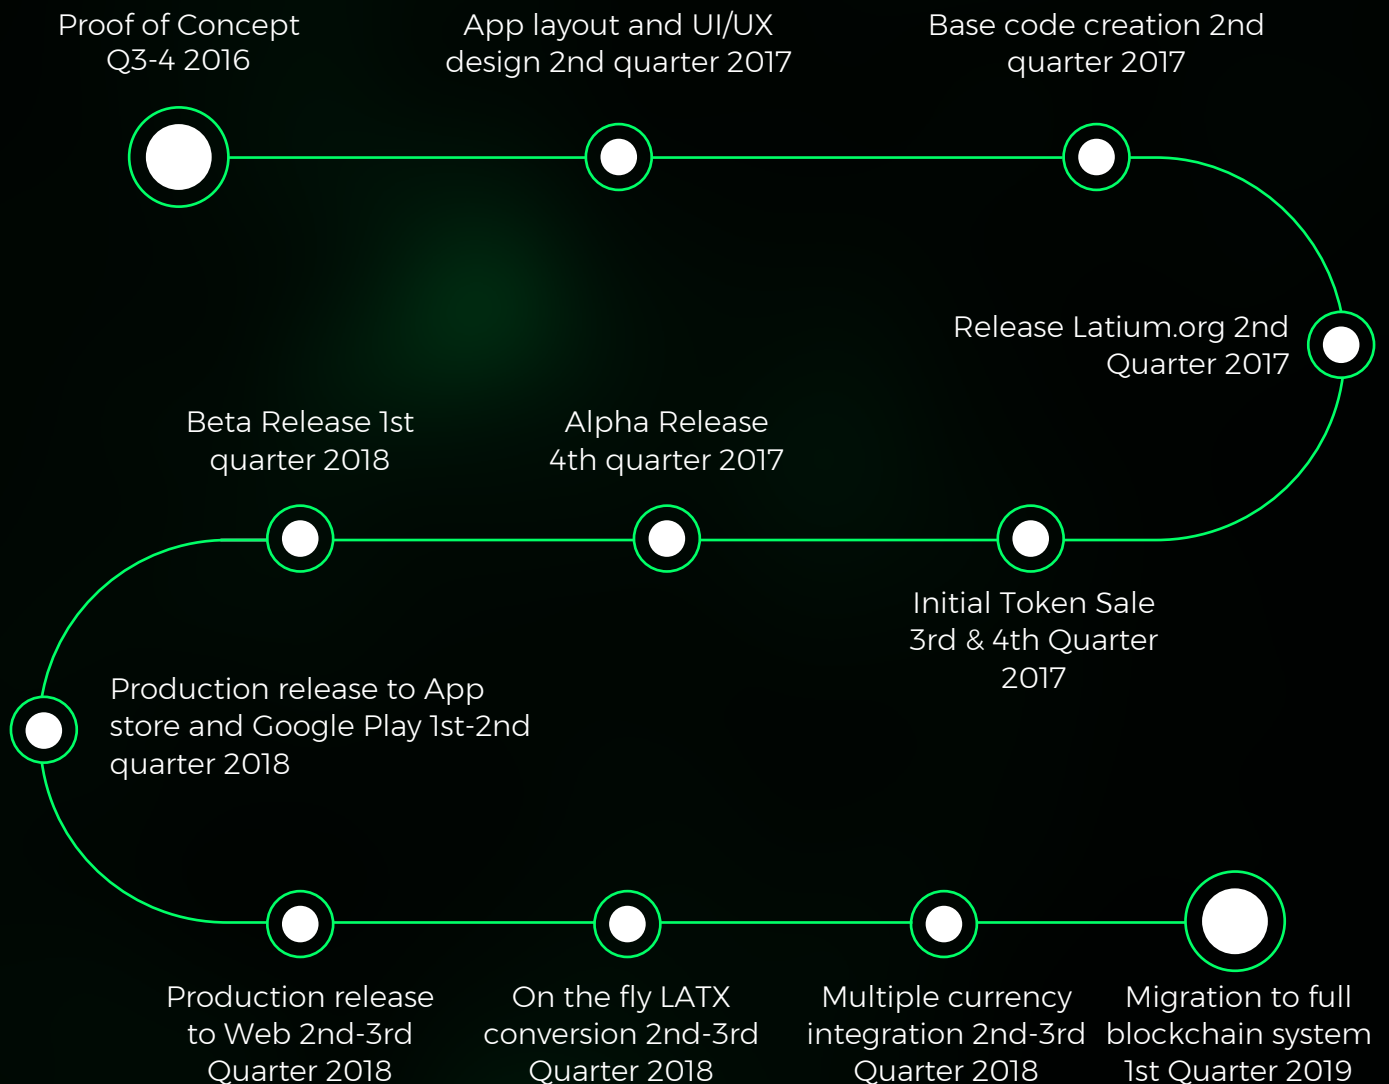 Proof of Concept
Q3-4 2016
App layout and UI/UX
design 2nd quarter 2017
Base code creation 2nd
quarter 2017
Release Latium.org 2nd
Quarter 2017
Initial Token Sale
3rd & 4th Quarter
2017
Alpha Release
4th quarter 2017
Beta Release 1st
quarter 2018
Production release to App
store and Google Play 1st-2nd
quarter 2018
Production release
to Web 2nd-3rd
Quarter 2018
On the fly LATX
conversion 2nd-3rd
Quarter 2018
Multiple currency
integration 2nd-3rd
Quarter 2018
Migration to full
blockchain system
1st Quarter 2019